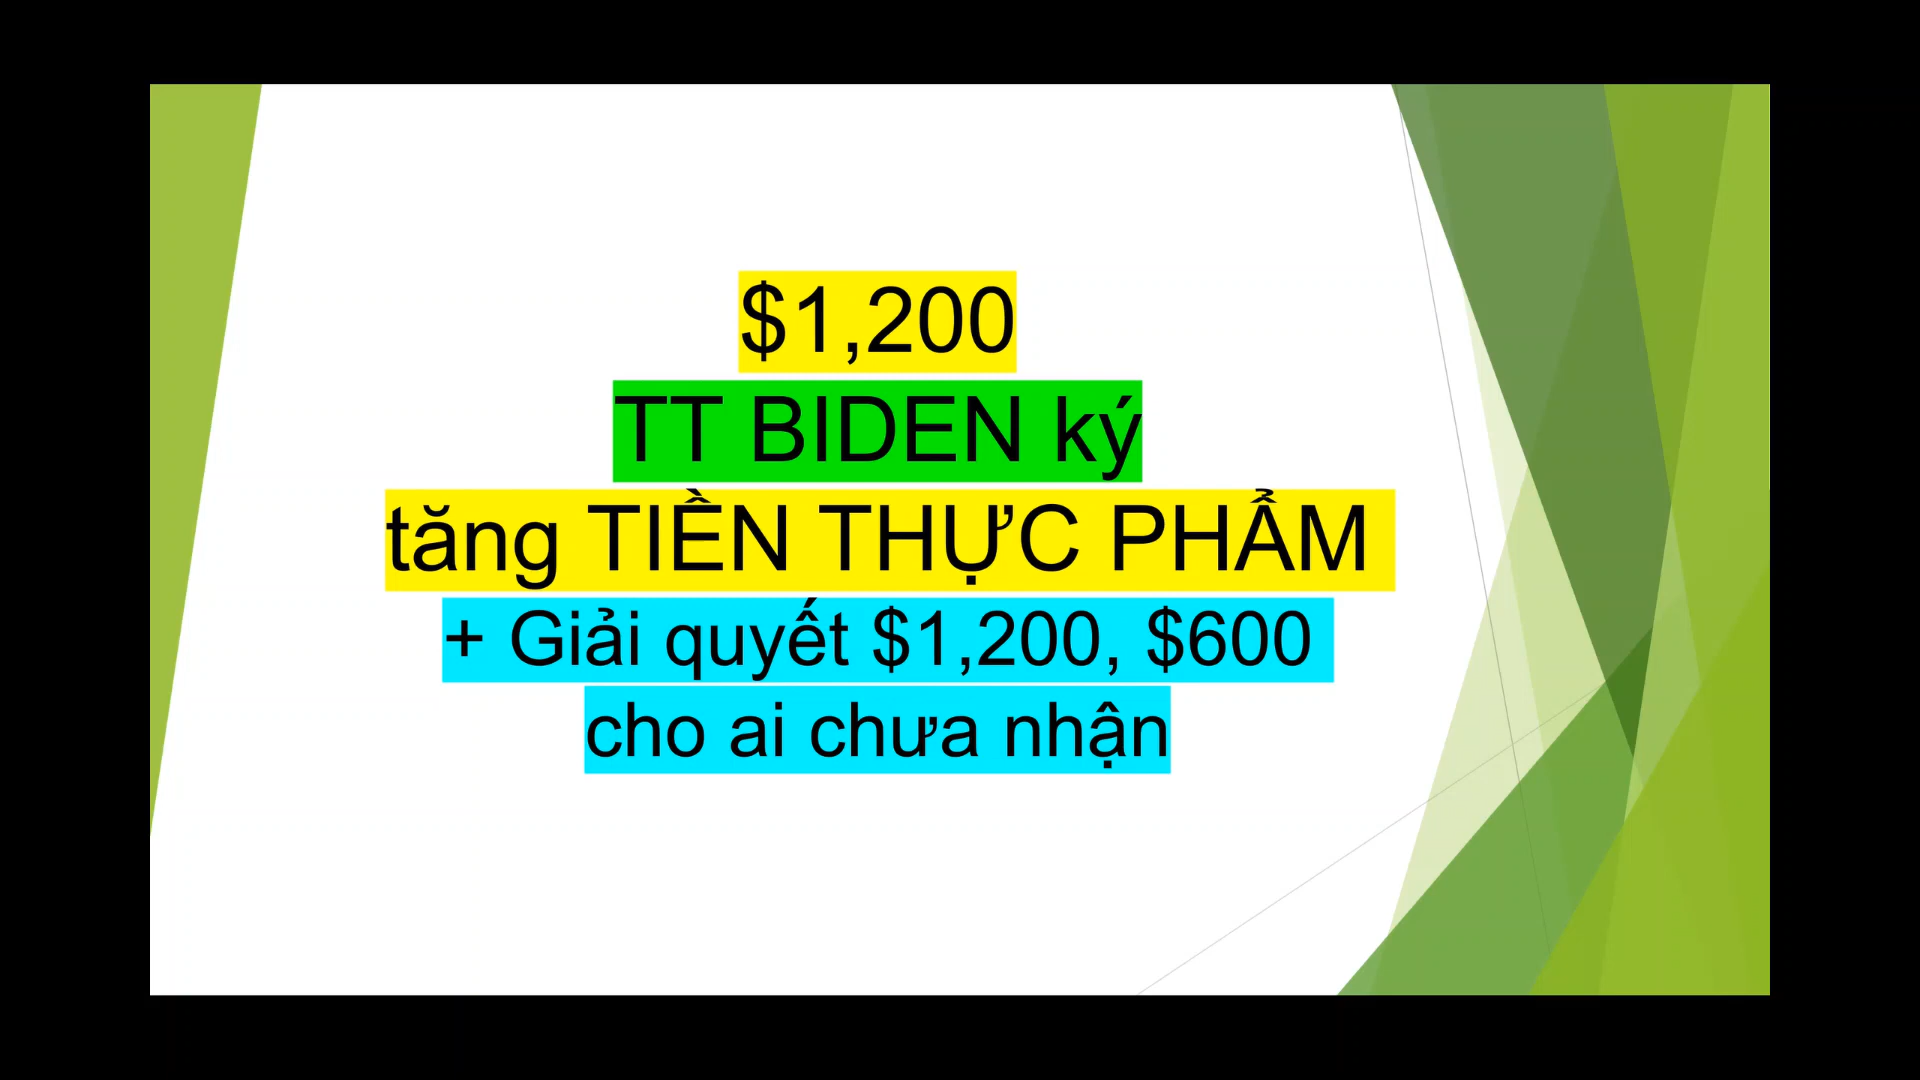 $1,200
TT BIDEN ký
tăng TIỀN THỰC PHẨM
+ Giải quyết $1,200, $600
cho ai chưa nhận